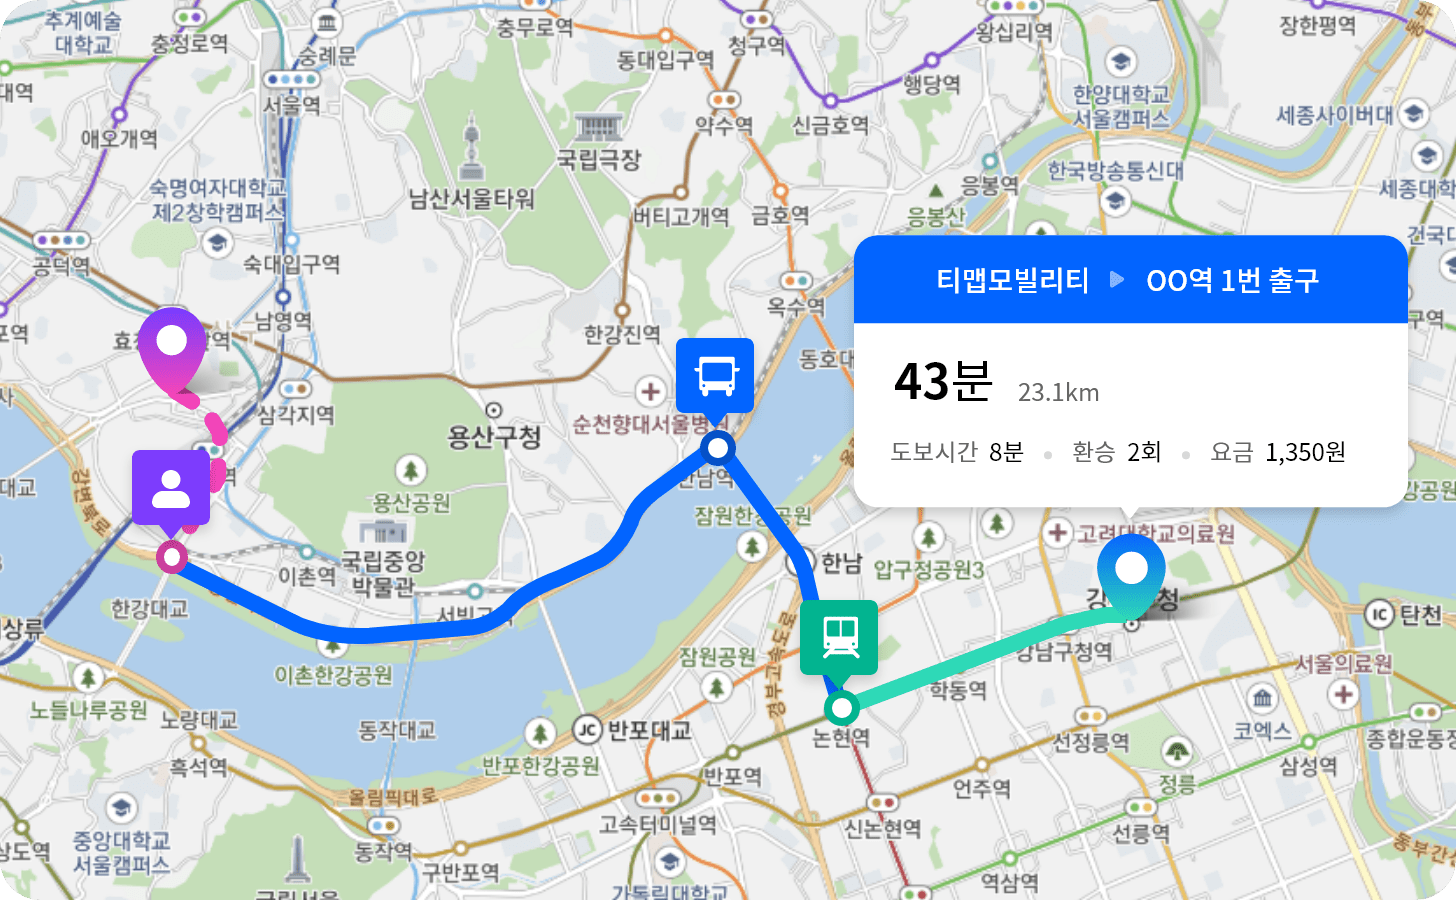 추계예술
대학교
충정로역
숭례문
충무로역
동대입구역
청구역
왕십리역
장한평역
대역
서울역
행당역
한양대학교
서울캠퍼스
세종사이버대
애오개역
약수역
신금호역
국립극장
한국방송통신대
숙명여자대학교
제2창학캠퍼스
남산서울타워
버티고개역
금호역
응봉역
응봉산
세종대학
건국대
공덕역
숙대입구역
남영역
한강진역
옥수역
티맵모빌리티
OO역 1번 출구
포역
구역
동호대
43분
23.1km
도보시간 8분
환승 2회
요금 1,350원
삼각지역
용산구청
순천향대서울병원
한남역
대교
강변북로
용산공원
잠원한강공원
강공원
고려대학교의료원
국립중앙
박물관
이촌역
한남
압구정공원3
한강대교
서빙고
강남구청역
IC 탄천
상류
이촌한강공원
잠원공원
경부고속도로
학동역
서울의료원
노들나루공원
노량대교
동작대교
JC 반포대교
논현역
선정릉역
코엑스
종합운동장
흑석역
반포한강공원
반포역
언주역
정릉
삼성역
올림픽대로
중앙대학교
서울캠퍼스
상도역
동작역
고속터미널역
신논현역
선릉역
동부간선
구반포역
역삼역
국립서울
가톨릭대학교